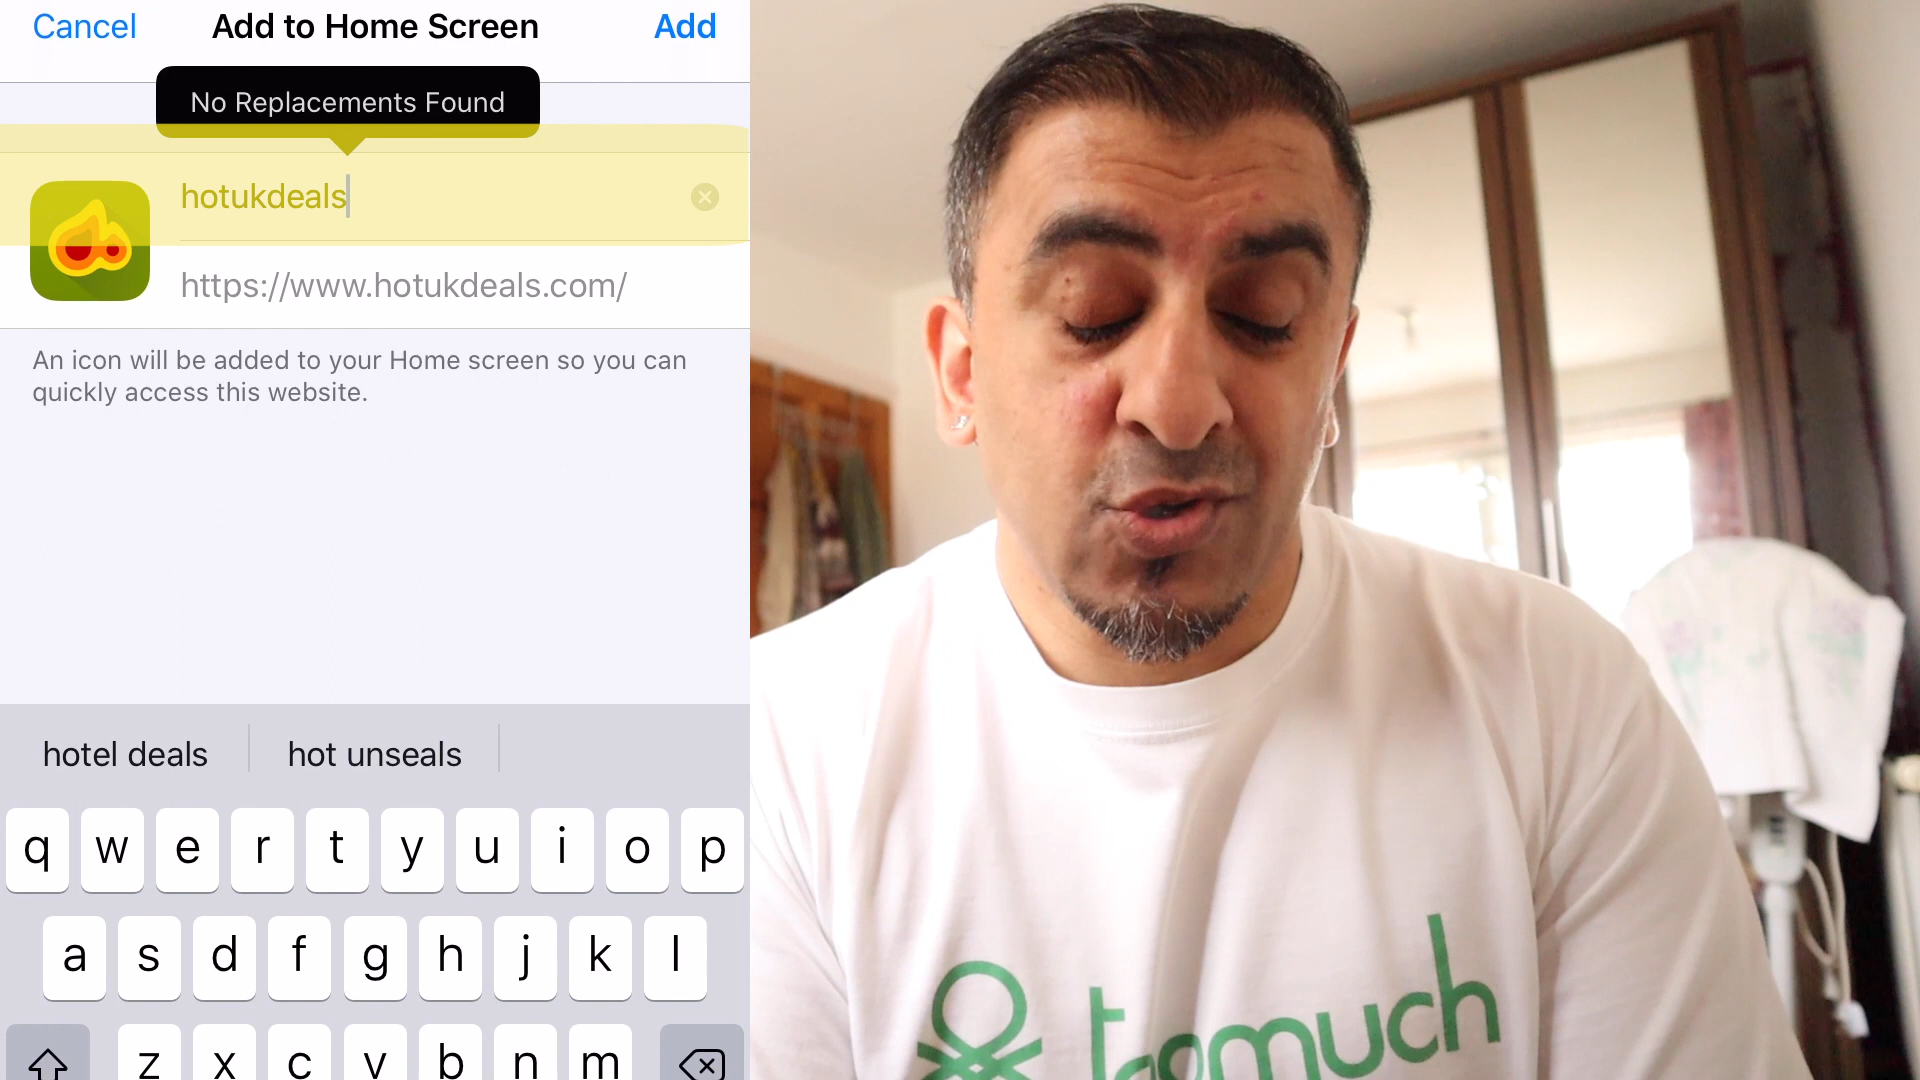 Cancel Add to Home Screen Add
No Replacements Found
hotukdeals
https://www.hotukdeals.com/
An icon will be added to your Home screen so you can
quickly access this website.
hotel deals hot unseals
q w e r t y u i o p
a s d f g h j k l
z x c v b n m
toomuch